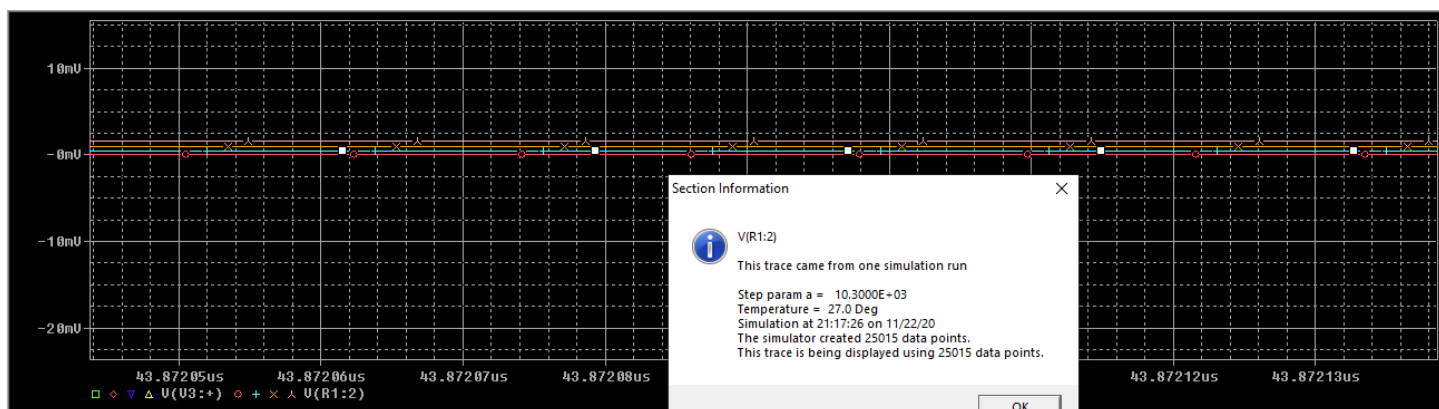 10mV
-0mV
-10mV
-20mV
Section Information
V(R1:2)
This trace came from one simulation run
Step param a = 10.3000E+03
Temperature = 27.0 Deg
Simulation at 21:17:26 on 11/22/20
The simulator created 25015 data points.
This trace is being displayed using 25015 data points.
OK
43.87205us 43.87206us 43.87207us 43.87208us 43.87212us 43.87213us
V(V3:+) V(R1:2)